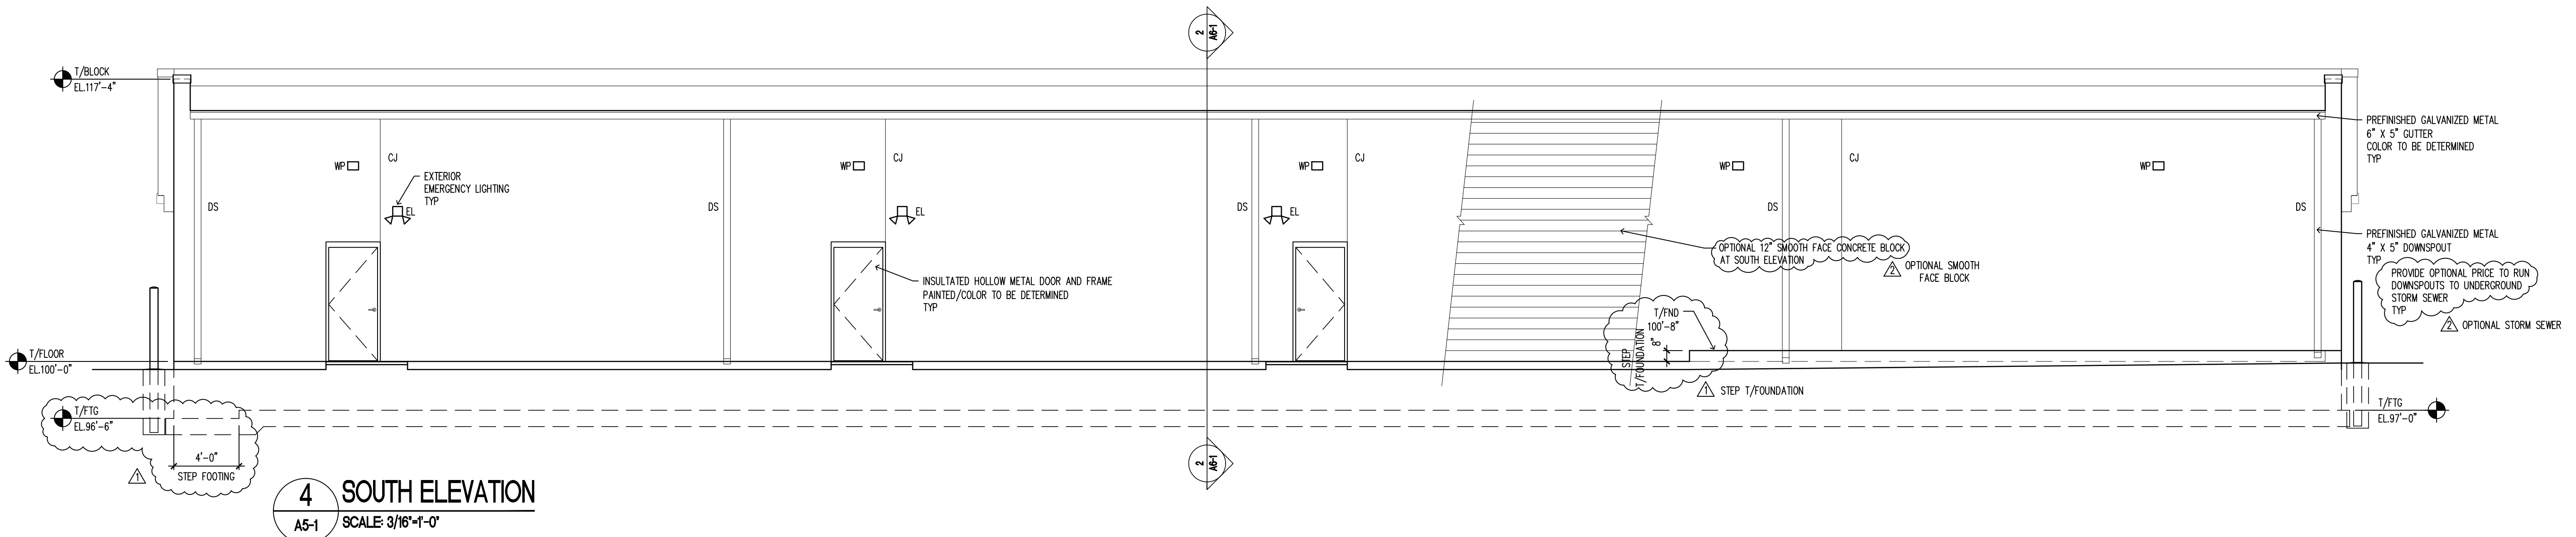 2
A6-1
T/BLOCK
EL.117'-4"
PREFINISHED GALVANIZED METAL
6" X 5" GUTTER
COLOR TO BE DETERMINED
TYP
WP
CJ
WP
CJ
WP
CJ
WP
CJ
WP
EXTERIOR
EMERGENCY LIGHTING
TYP
DS
EL
DS
EL
DS
EL
DS
DS
PREFINISHED GALVANIZED METAL
4" X 5" DOWNSPOUT
TYP
OPTIONAL 12" SMOOTH FACE CONCRETE BLOCK
AT SOUTH ELEVATION
2
OPTIONAL SMOOTH
FACE BLOCK
PROVIDE OPTIONAL PRICE TO RUN
DOWNSPOUTS TO UNDERGROUND
STORM SEWER
TYP
2
OPTIONAL STORM SEWER
INSULTATED HOLLOW METAL DOOR AND FRAME
PAINTED/COLOR TO BE DETERMINED
TYP
T/FND
100'-8"
STEP
T/FOUNDATION
8"
T/FLOOR
EL.100'-0"
1
STEP T/FOUNDATION
T/FTG
EL.96'-6"
T/FTG
EL.97'-0"
4'-0"
STEP FOOTING
1
2
A6-1
4
A5-1
SOUTH ELEVATION
SCALE: 3/16"=1'-0"